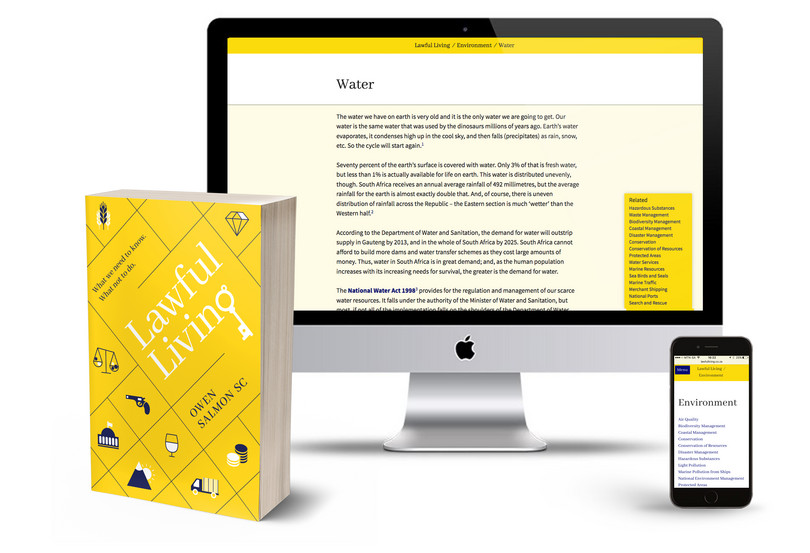 Lawful Living / Environment / Water
Water
The water we have on earth is very old and it is the only water we are going to get. Our
water is the same water that was used by the dinosaurs millions of years ago. Earth's water
evaporates, it condenses high up in the cool sky, and then falls (precipitates) as rain, snow,
etc. So the cycle will start again.1
Seventy percent of the earth's surface is covered with water. Only 3% of that is fresh water,
but less than 1% is actually available for life on earth. This water is distributed unevenly,
though. South Africa receives an annual average rainfall of 492 millimetres, but the average
rainfall for the earth is almost exactly double that. And, of course, there is uneven
distribution of rainfall across the Republic – the Eastern section is much 'wetter' than the
Western half.2
According to the Department of Water and Sanitation, the demand for water will outstrip
supply in Gauteng by 2013, and in the whole of South Africa by 2025. South Africa cannot
afford to build more dams and water transfer schemes as they cost large amounts of
money. Thus, water in South Africa is in great demand; and, as the human population
increases with its increasing needs for survival, the greater is the demand for water.
The National Water Act 19983 provides for the regulation and management of our scarce
water resources. It falls under the authority of the Minister of Water and Sanitation, but
most, if not all of the implementation falls on the shoulders of the Department of Water
Related
Hazardous Substances
Waste Management
Biodiversity Management
Coastal Management
Disaster Management
Conservation
Conservation of Resources
Protected Areas
Water Services
Marine Resources
Sea Birds and Seals
Marine Traffic
Merchant Shipping
National Ports
Search and Rescue
What we need to know.
What not to do.
Lawful
Living
OWEN
SALMON SC
Menu
Lawful Living /
Environment
Environment
Air Quality
Biodiversity Management
Coastal Management
Conservation
Conservation of Resources
Disaster Management
Hazardous Substances
Light Pollution
Marine Pollution from Ships
National Environment Management
Protected Areas